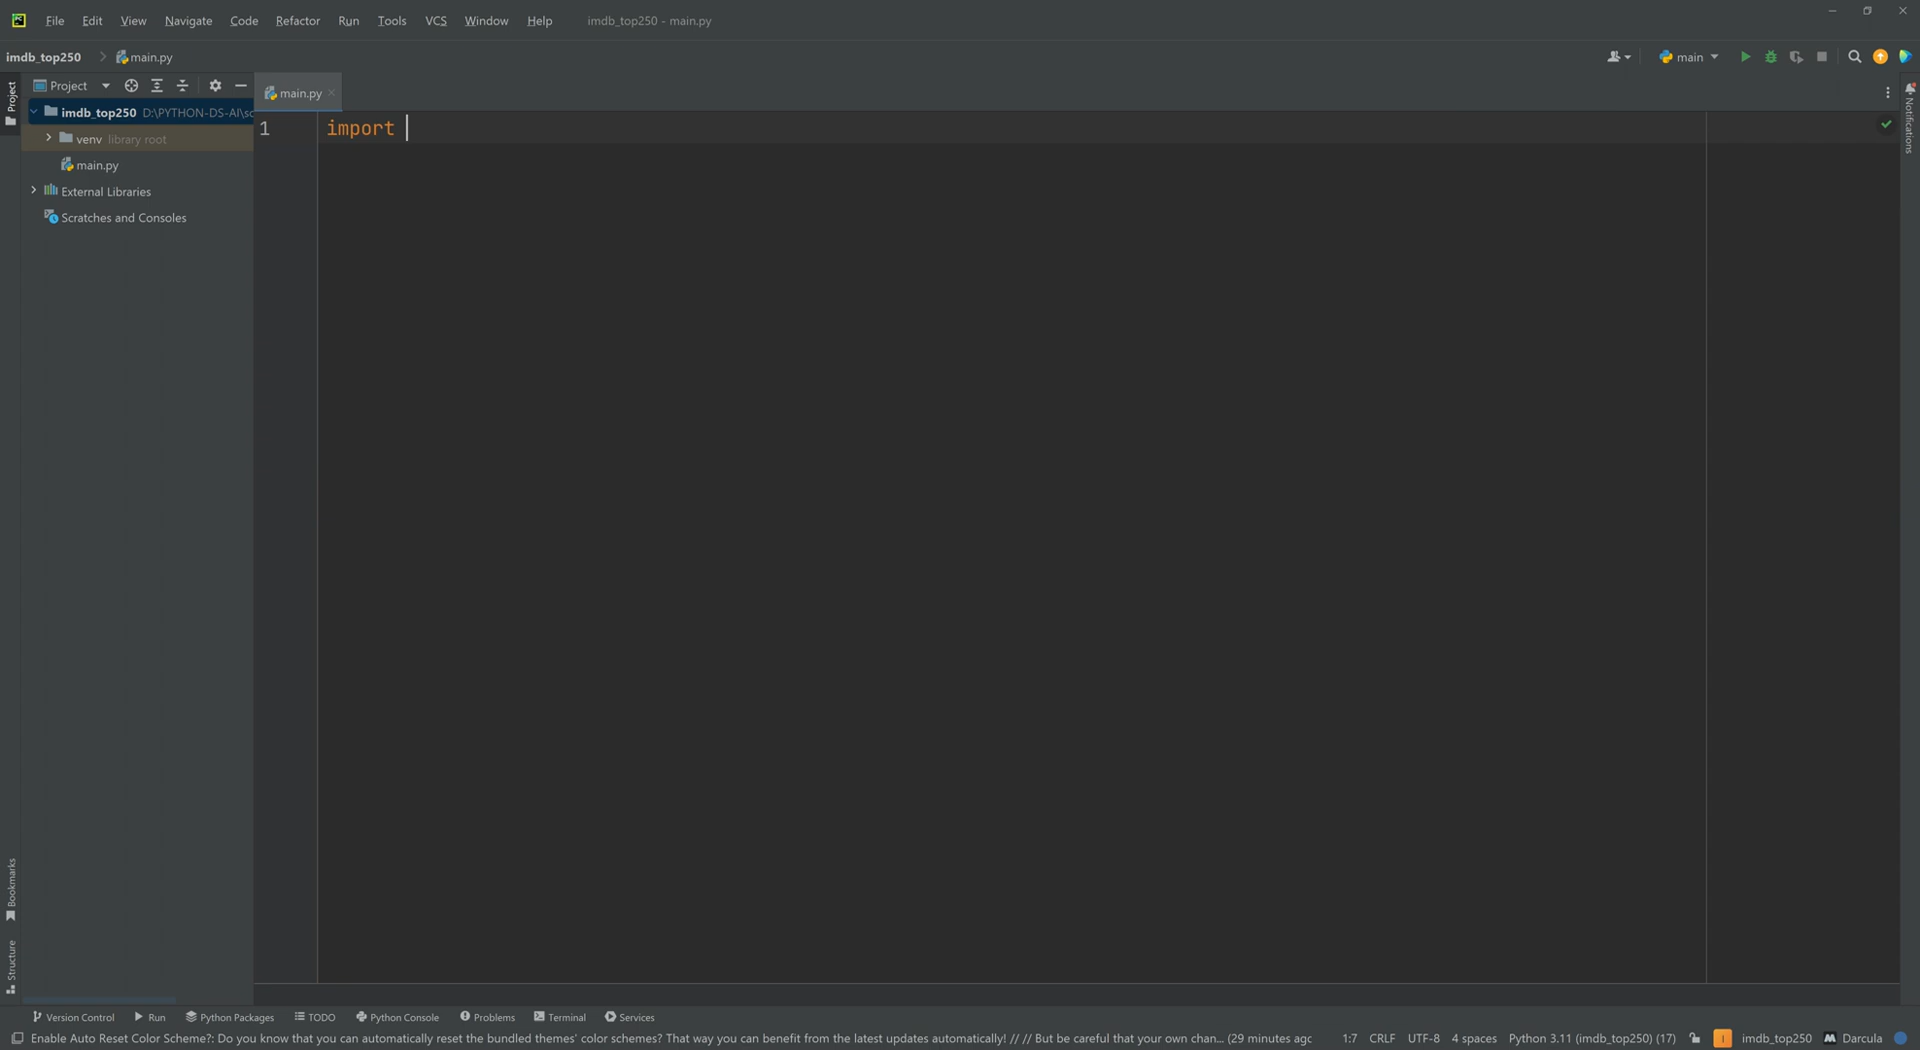 File Edit View Navigate Code Refactor Run Tools VCS Window Help imdb_top250 - main.py
imdb_top250 main.py main
Project main.py
Project
imdb_top250 D:\PYTHON-DS-AI\sc
1 import
venv library root
main.py
External Libraries
Scratches and Consoles
Notifications
Bookmarks
Structure
Version Control Run Python Packages TODO Python Console Problems Terminal Services
Enable Auto Reset Color Scheme?: Do you know that you can automatically reset the bundled themes' color schemes? That way you can benefit from the latest updates automatically! // // But be careful that your own chan... (29 minutes agc 1:7 CRLF UTF-8 4 spaces Python 3.11 (imdb_top250) (17) imdb_top250 Darcula